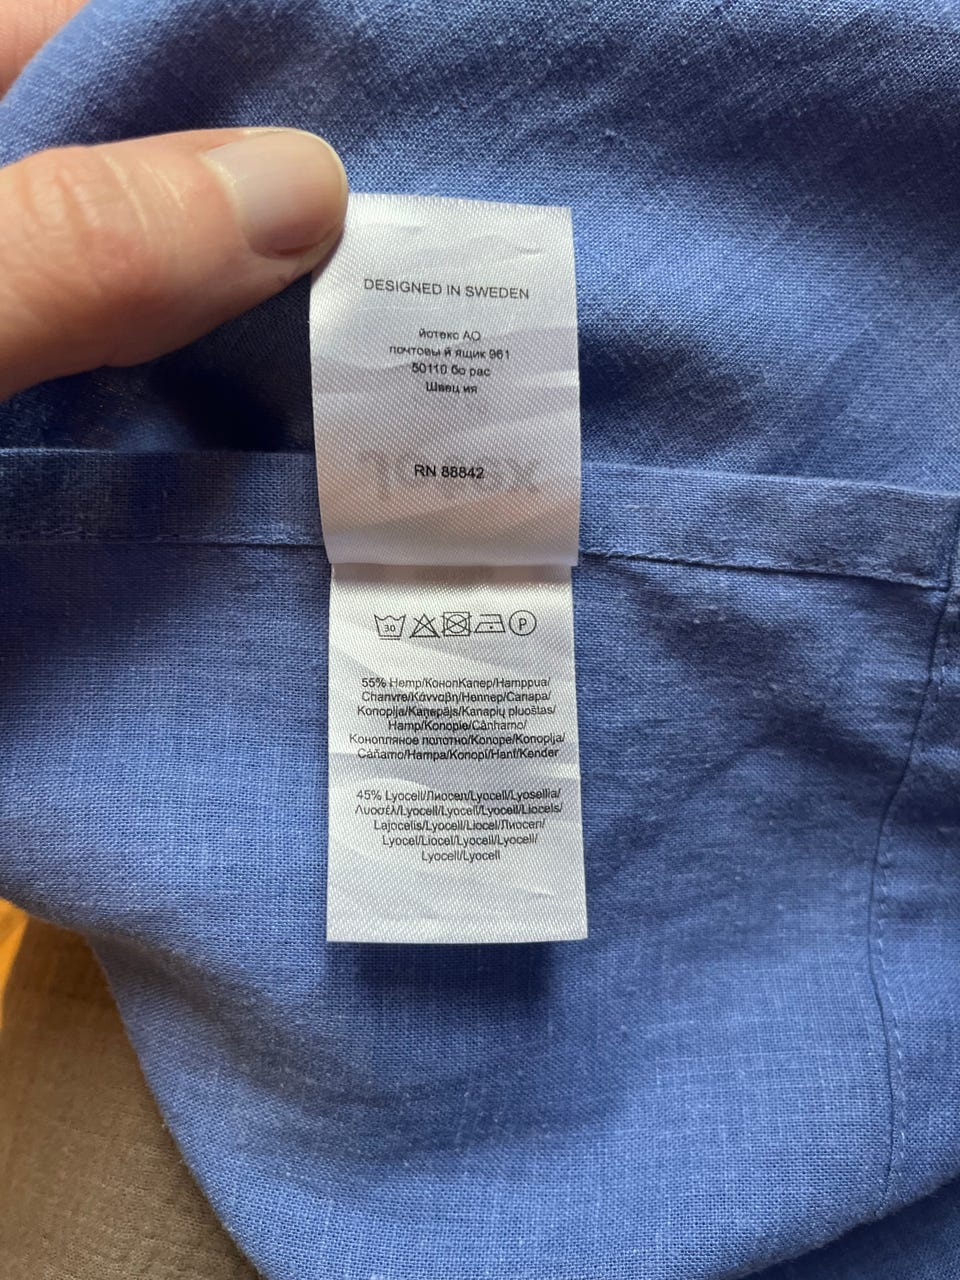 DESIGNED IN SWEDEN
йотекс АО
почтовы й ящик 961
50110 бо рас
Швец ия
RN 88842
30
P
55% Hemp/КонопКапер/Hamppua/
Chanvre/Κάνναβη/Hennep/Canapa/
Konoplja/Kaņepājs/Kanapių pluoštas/
Hamp/Konopie/Cânhamo/
Конопляное полотно/Konope/Konoplja/
Cáñamo/Hampa/Konopí/Hanf/Kender
45% Lyocell/Лиосел/Lyocell/Lyosellia/
Λυοσέλ/Lyocell/Lyocell/Lyocell/Liocels/
Lajocelis/Lyocell/Liocel/Лиосел/
Lyocel/Liocel/Lyocell/Lyocell/
Lyocell/Lyocell